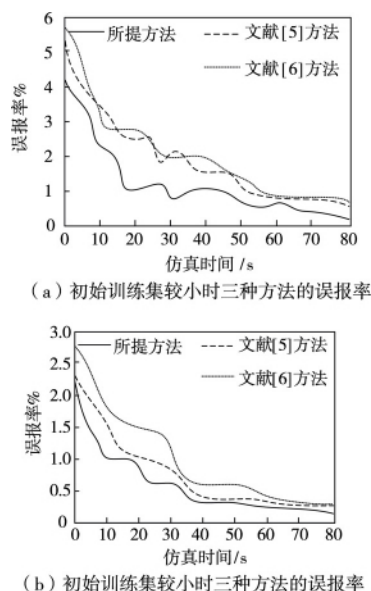 所提方法
文献[5]方法
文献[6]方法
误报率%
6
5
4
3
2
1
0
0 10 20 30 40 50 60 70 80
仿真时间/s
（a）初始训练集较小时三种方法的误报率
所提方法
文献[5]方法
文献[6]方法
误报率%
3.0
2.5
2.0
1.5
1.0
0.5
0
0 10 20 30 40 50 60 70 80
仿真时间/s
（b）初始训练集较小时三种方法的误报率